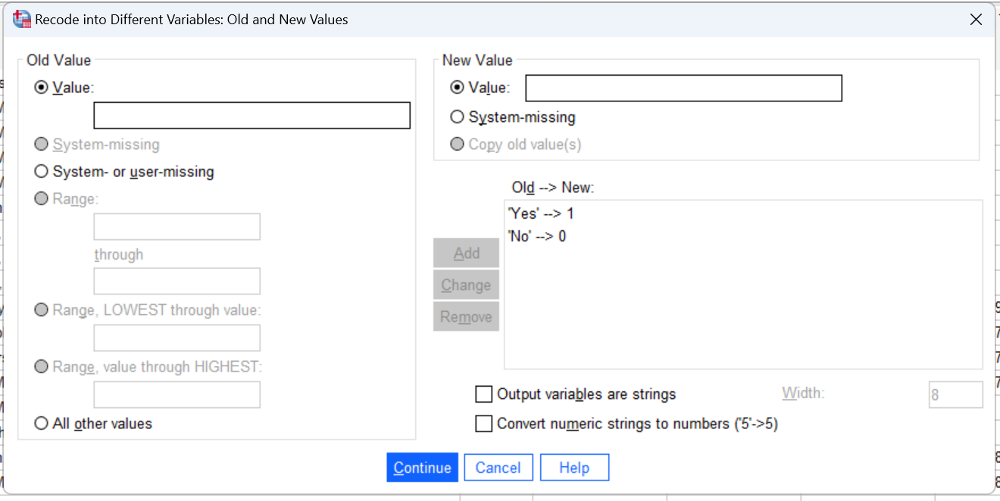 Recode into Different Variables: Old and New Values
Old Value
Value:
System-missing
System- or user-missing
Range:
through
Range, LOWEST through value:
Range, value through HIGHEST:
All other values
New Value
Value:
System-missing
Copy old value(s)
Old --> New:
'Yes' --> 1
'No' --> 0
Add
Change
Remove
Output variables are strings
Width:
8
Convert numeric strings to numbers ('5'->5)
Continue
Cancel
Help